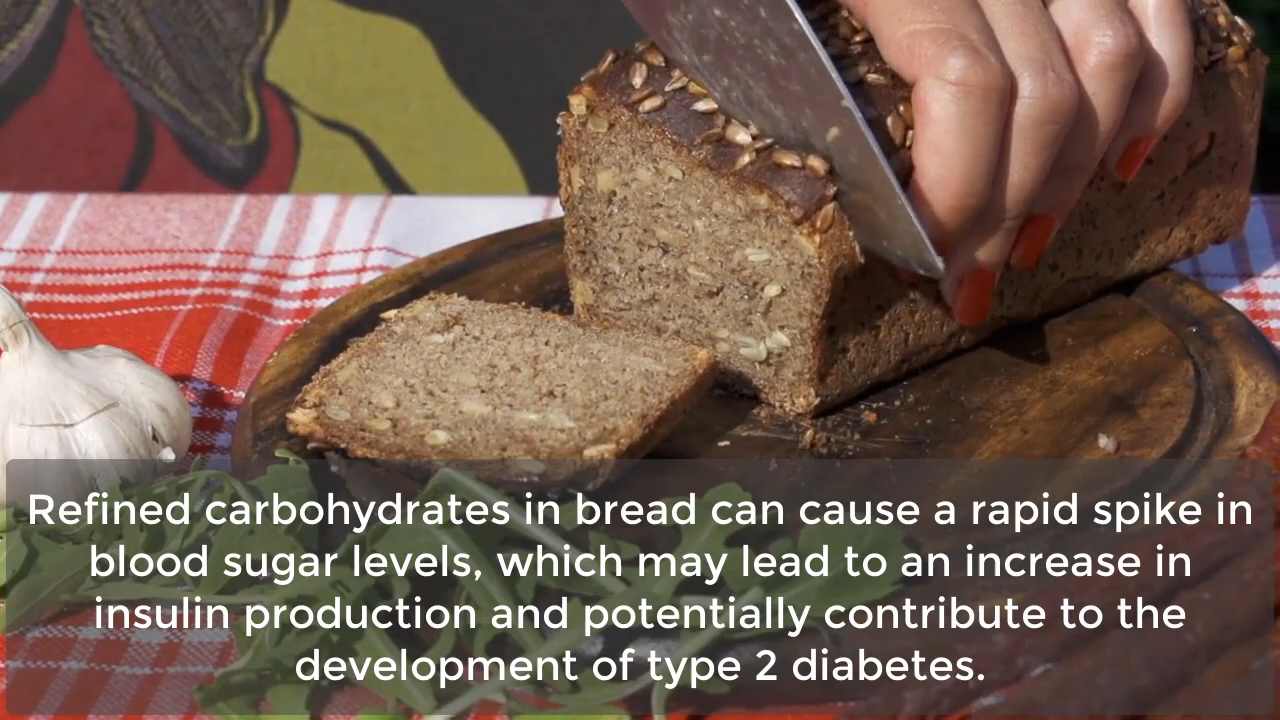 Refined carbohydrates in bread can cause a rapid spike in
blood sugar levels, which may lead to an increase in
insulin production and potentially contribute to the
development of type 2 diabetes.